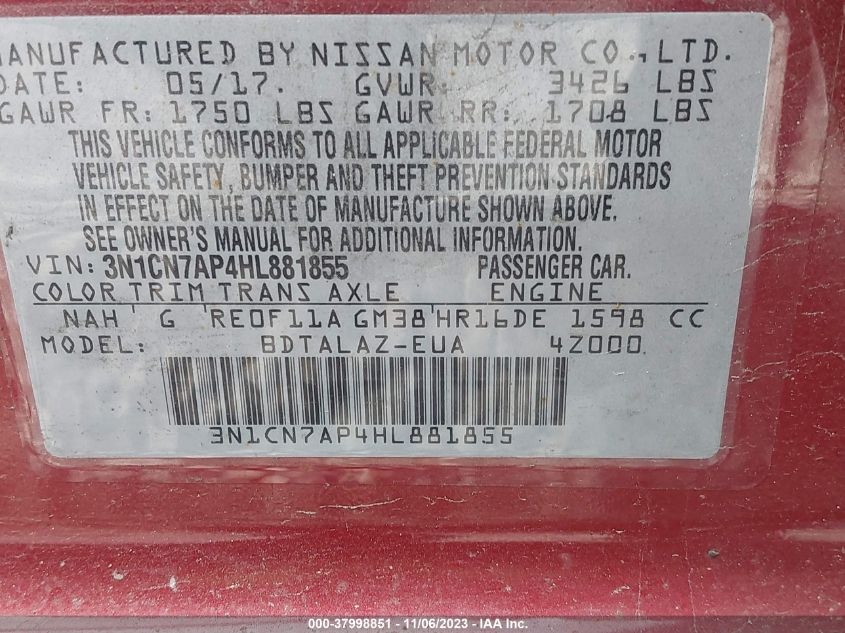 MANUFACTURED BY NISSAN MOTOR CO., LTD.
DATE: 05/17. GVWR: 3426 LBS
GAWR FR: 1750 LBS GAWR RR: 1708 LBS
THIS VEHICLE CONFORMS TO ALL APPLICABLE FEDERAL MOTOR
VEHICLE SAFETY, BUMPER AND THEFT PREVENTION STANDARDS
IN EFFECT ON THE DATE OF MANUFACTURE SHOWN ABOVE.
SEE OWNER'S MANUAL FOR ADDITIONAL INFORMATION.
VIN: 3N1CN7AP4HL881855 PASSENGER CAR.
COLOR TRIM TRANS AXLE ENGINE
NAH G RE0F11A GM38 HR16DE 1598 CC
MODEL: BDTALAZ-EUA 4Z000
3N1CN7AP4HL881855
000-37998851 - 11/06/2023 - IAA Inc.